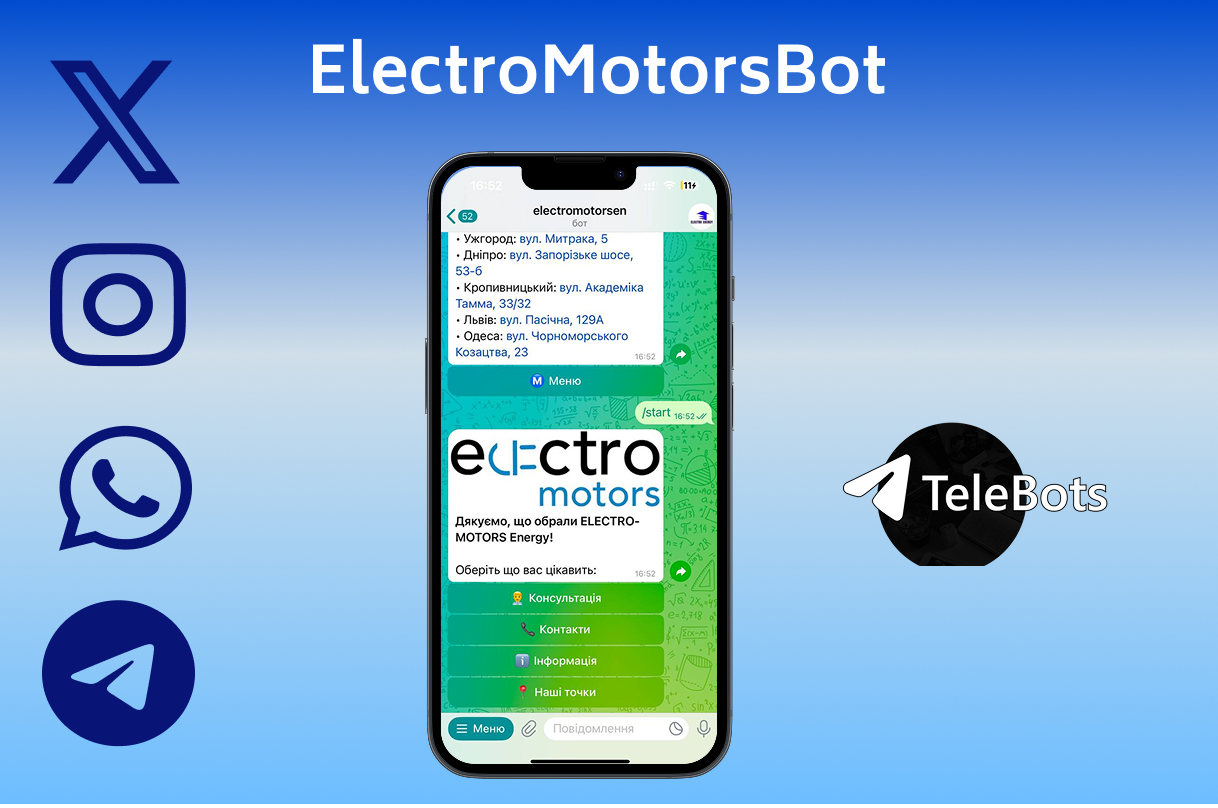 ElectroMotorsBot
16:52
11
52
electromotorsen
бот
• Ужгород: вул. Митрака, 5
• Дніпро: вул. Запорізьке шосе,
53-б
• Кропивницький: вул. Академіка
Тамма, 33/32
• Львів: вул. Пасічна, 129А
• Одеса: вул. Чорноморського
Козацтва, 23
16:52
M Меню
/start 16:52
electro
motors
Дякуємо, що обрали ELECTRO-
MOTORS Energy!
Оберіть що вас цікавить:
16:52
Консультація
Контакти
Інформація
Наші точки
Меню
Повідомлення
TeleBots